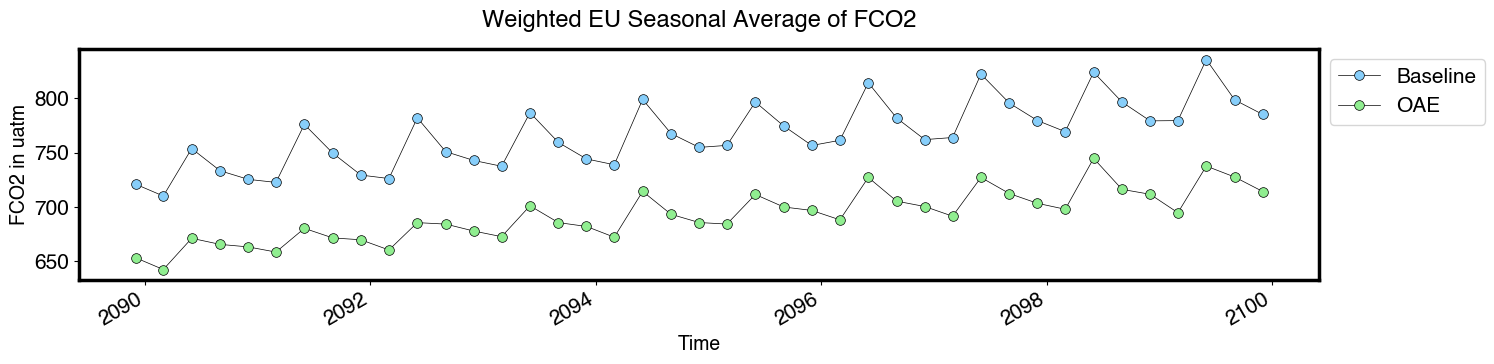 Weighted EU Seasonal Average of FCO2
FCO2 in uatm
800
750
700
650
2090
2092
2094
2096
2098
2100
Time
Baseline
OAE